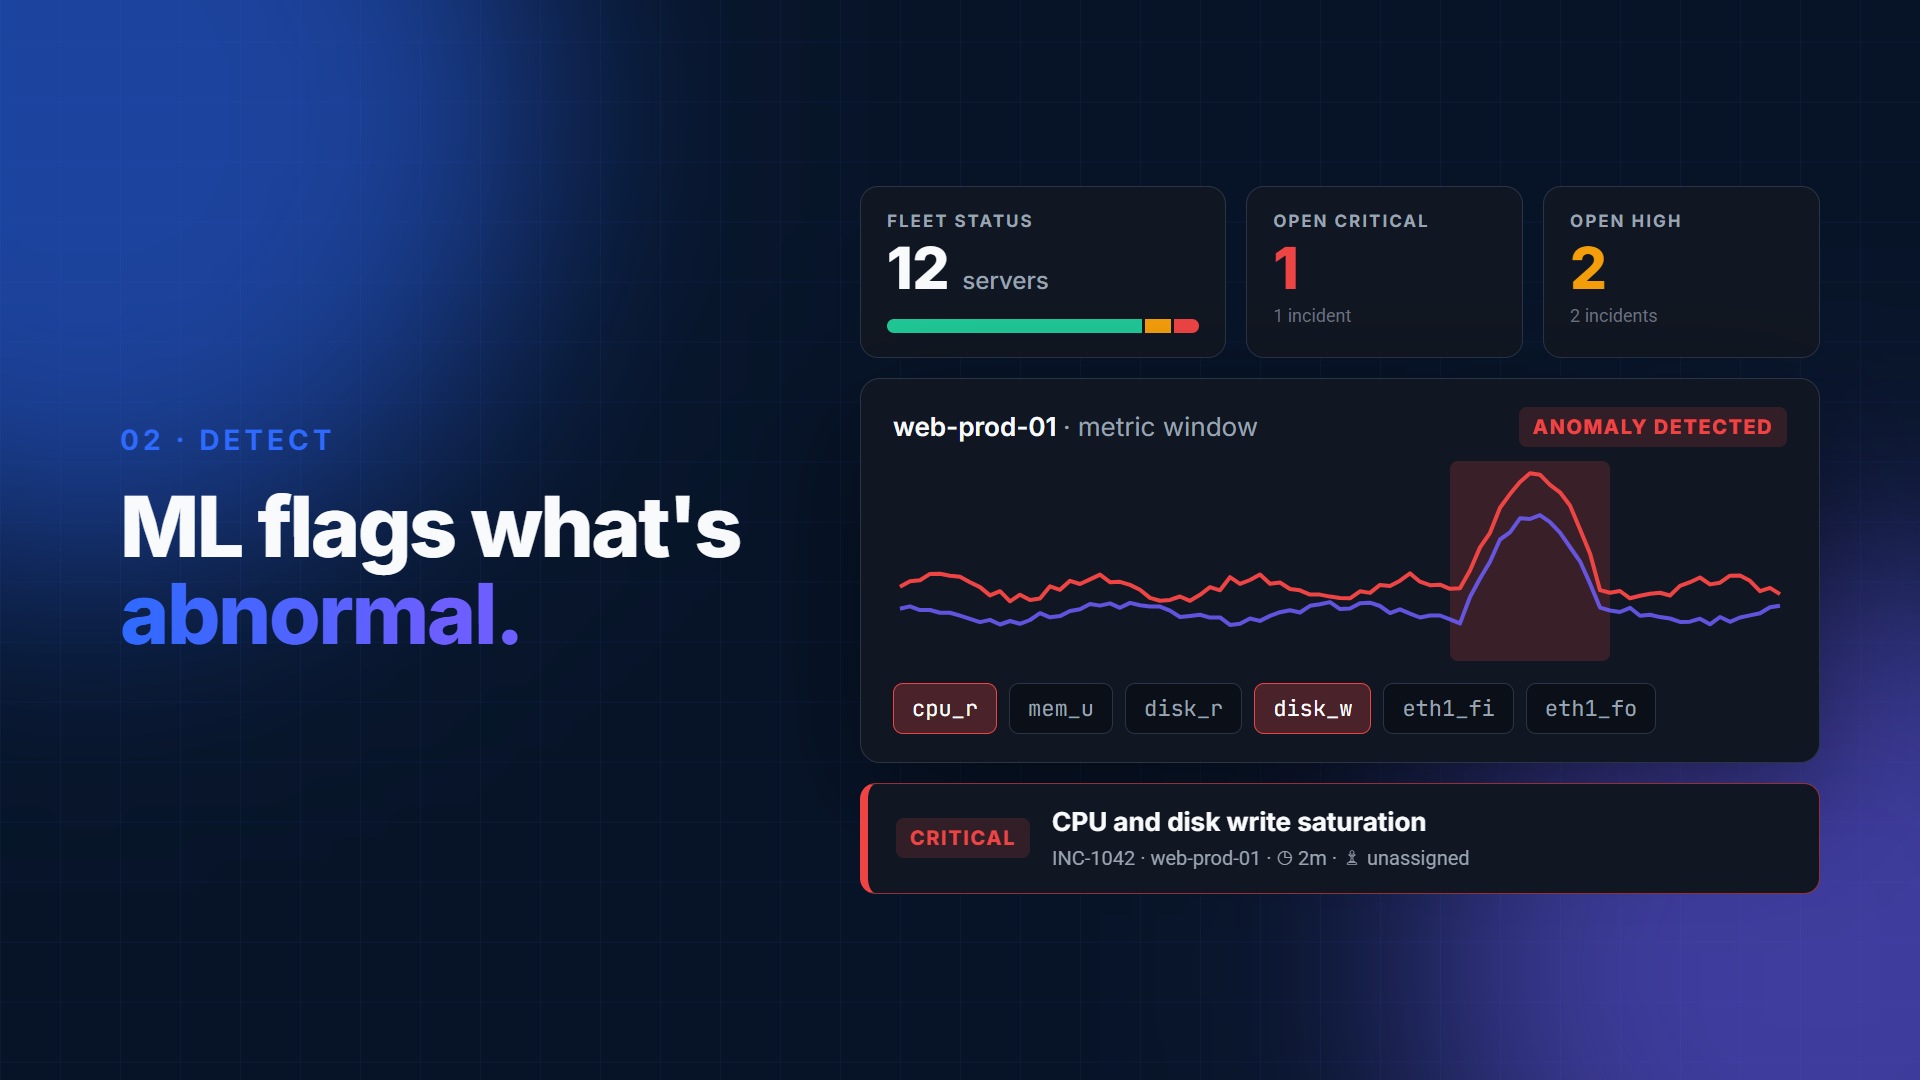 02 · DETECT
ML flags what's
abnormal.
FLEET STATUS
12 servers
OPEN CRITICAL
1
1 incident
OPEN HIGH
2
2 incidents
web-prod-01 · metric window
ANOMALY DETECTED
cpu_r
mem_u
disk_r
disk_w
eth1_fi
eth1_fo
CRITICAL
CPU and disk write saturation
INC-1042 · web-prod-01 · 2m · unassigned